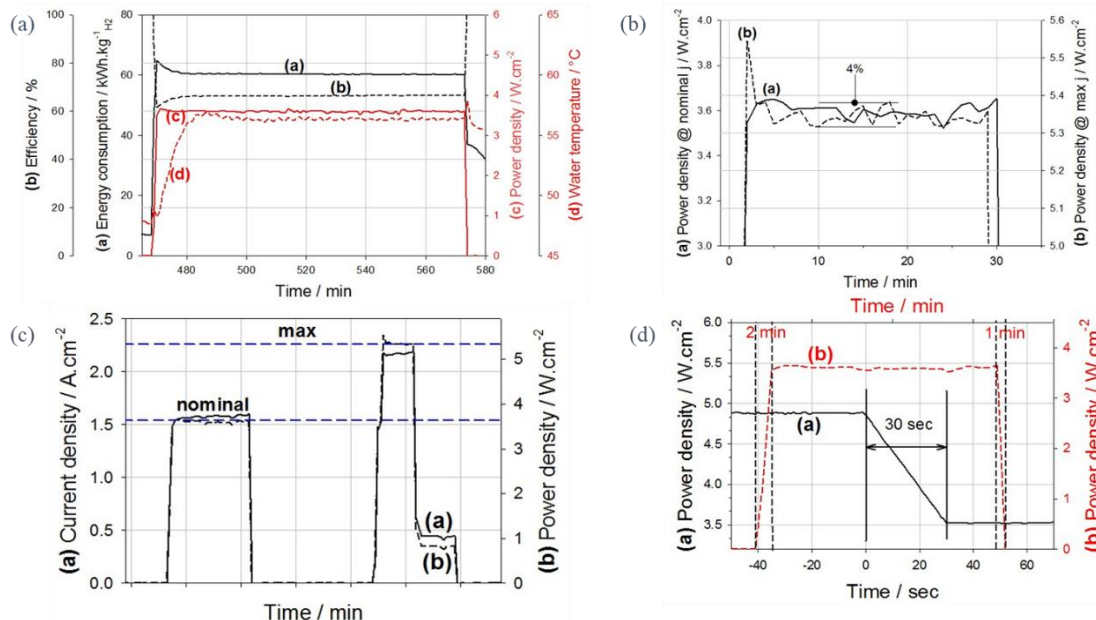 (a)
(b) Efficiency / %
100
80
60
40
20
0
(a) Energy consumption / kWh.kg⁻¹ H2
80
60
40
20
0
(a)
(b)
(c)
(d)
6
5
4
3
2
1
0
(c) Power density / W.cm⁻²
65
60
55
50
45
(d) Water temperature / °C
480
500
520
540
560
580
Time / min
(b)
(a) Power density @ nominal j / W.cm⁻²
4.0
3.8
3.6
3.4
3.2
3.0
(b)
(a)
4%
5.6
5.5
5.4
5.3
5.2
5.1
5.0
(b) Power density @ max j / W.cm⁻²
0
10
20
30
Time / min
(c)
(a) Current density / A.cm⁻²
2.5
2.0
1.5
1.0
0.5
0.0
max
nominal
(a)
(b)
5
4
3
2
1
0
(b) Power density / W.cm⁻²
Time / min
(d)
Time / min
(a) Power density / W.cm⁻²
6.0
5.5
5.0
4.5
4.0
3.5
2 min
1 min
(b)
(a)
30 sec
4
3
2
1
0
(b) Power density / W.cm⁻²
-60
-40
-20
0
20
40
60
Time / sec